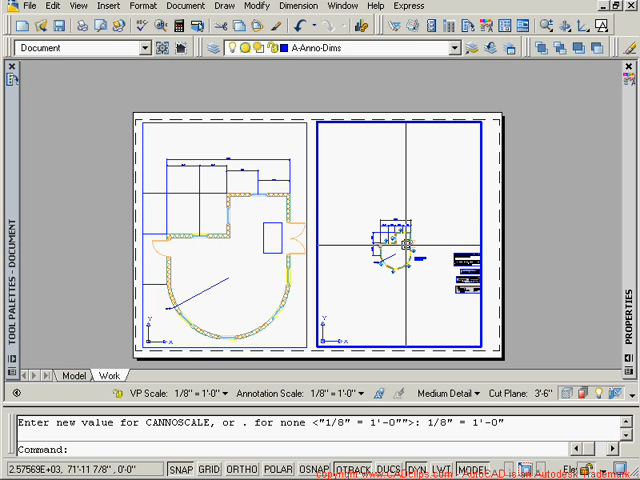 File Edit View Insert Format Document Draw Modify Dimension Window Help Express
Document
A-Anno-Dims
TOOL PALETTES - DOCUMENT
PROPERTIES
Y
X
Y
X
Model Work
VP Scale: 1/8" = 1'-0" Annotation Scale: 1/8" = 1'-0" Medium Detail Cut Plane: 3'-6"
Enter new value for CANNOSCALE, or . for none <"1/8" = 1'-0"">: 1/8" = 1'-0"
Command:
2.57569E+03, 71'-11 7/8" , 0'-0" SNAP GRID ORTHO POLAR OSNAP OTRACK DUCS DYN LWT MODEL
copyright www.CADclips.com - AutoCAD is an Autodesk Trademark